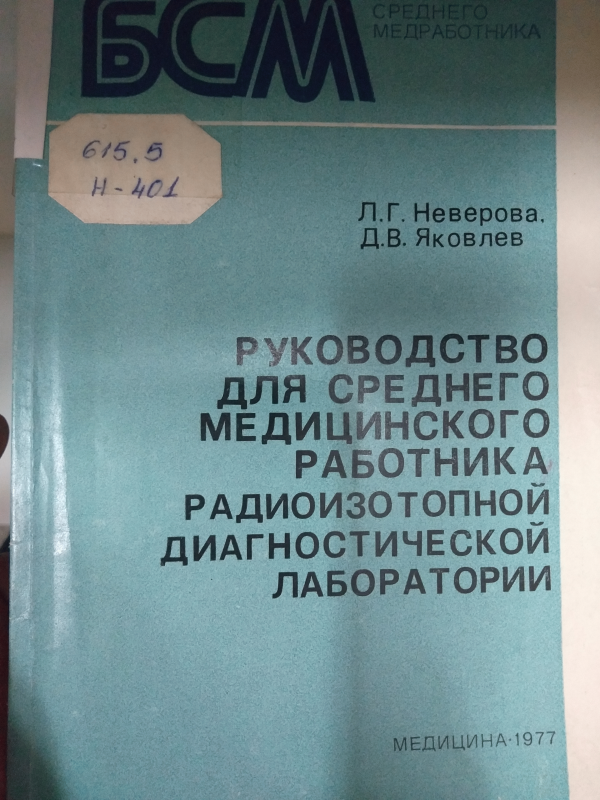 БСМ
СРЕДНЕГО
МЕДРАБОТНИКА
615.5
Н-401
Л.Г. Неверова,
Д.В. Яковлев
РУКОВОДСТВО
ДЛЯ СРЕДНЕГО
МЕДИЦИНСКОГО
РАБОТНИКА
РАДИОИЗОТОПНОЙ
ДИАГНОСТИЧЕСКОЙ
ЛАБОРАТОРИИ
МЕДИЦИНА·1977